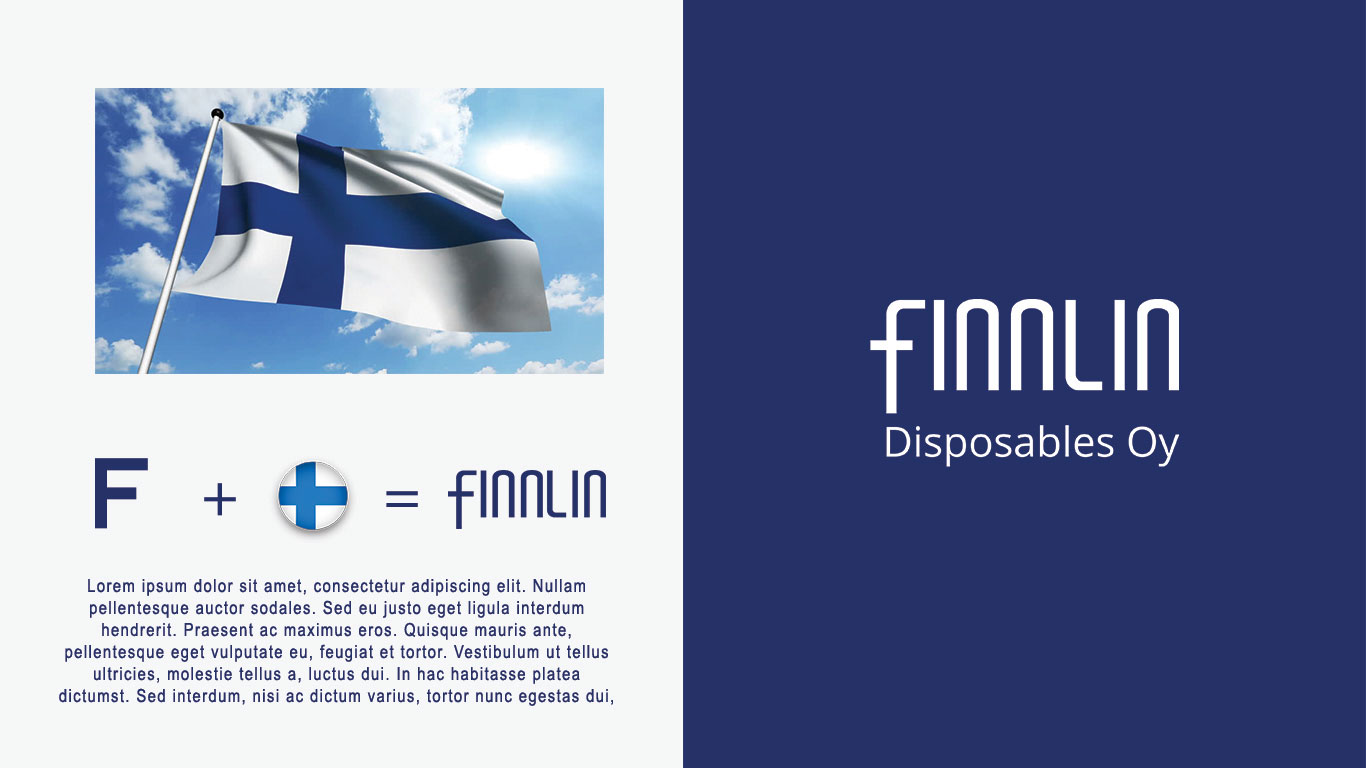 F + = FINNLIN
Lorem ipsum dolor sit amet, consectetur adipiscing elit. Nullam
pellentesque auctor sodales. Sed eu justo eget ligula interdum
hendrerit. Praesent ac maximus eros. Quisque mauris ante,
pellentesque eget vulputate eu, feugiat et tortor. Vestibulum ut tellus
ultricies, molestie tellus a, luctus dui. In hac habitasse platea
dictumst. Sed interdum, nisi ac dictum varius, tortor nunc egestas dui,
FINNLIN
Disposables Oy